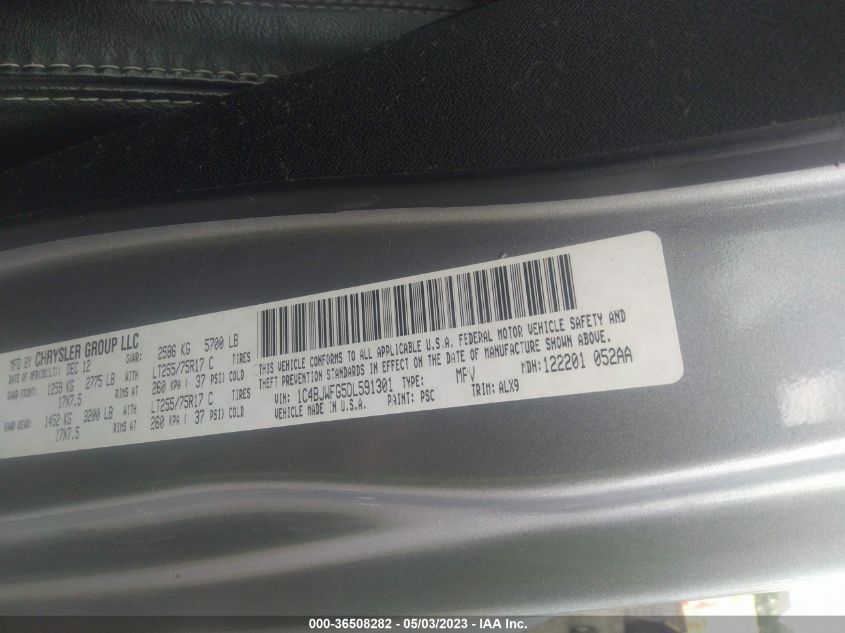 MFD BY CHRYSLER GROUP LLC
DATE OF MFR(BUILT): DEC 12 GVWR: 2586 KG 5700 LB
GAWR FRONT: 1259 KG 2775 LB TIRES LT255/75R17 C
17X7.5 RIMS AT 260 KPA ( 37 PSI) COLD
GAWR REAR: 1452 KG 3200 LB TIRES LT255/75R17 C
17X7.5 RIMS AT 260 KPA ( 37 PSI) COLD
THIS VEHICLE CONFORMS TO ALL APPLICABLE U.S.A. FEDERAL MOTOR VEHICLE SAFETY AND
THEFT PREVENTION STANDARDS IN EFFECT ON THE DATE OF MANUFACTURE SHOWN ABOVE.
VIN: 1C4BJWFG5DL591301 TYPE: MPV MDH: 122201 052AA
VEHICLE MADE IN U.S.A. PAINT: PSC TRIM: ALX9
000-36508282 - 05/03/2023 - IAA Inc.